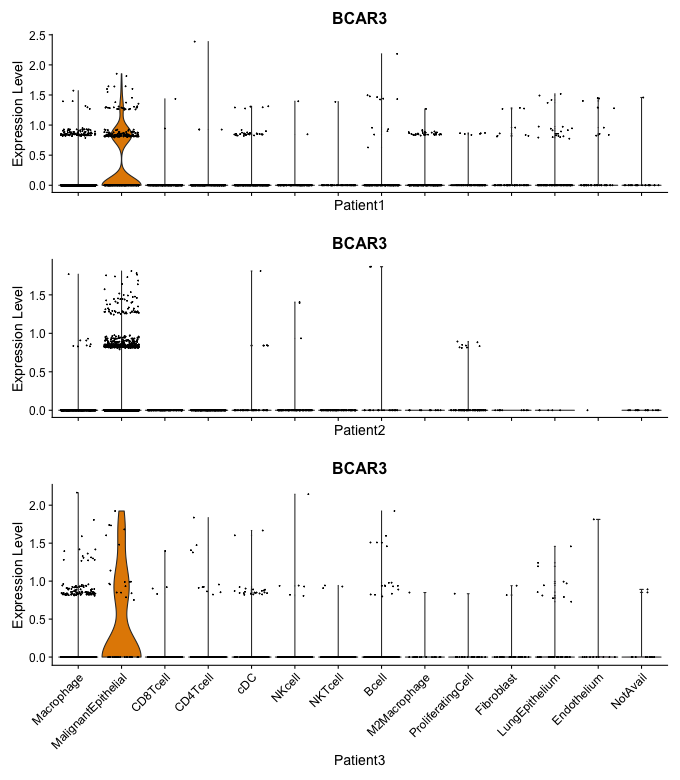 BCAR3
Expression Level
2.5
2.0
1.5
1.0
0.5
0.0
Patient1
BCAR3
Expression Level
1.5
1.0
0.5
0.0
Patient2
BCAR3
Expression Level
2.0
1.5
1.0
0.5
0.0
Macrophage
MalignantEpithelial
CD8Tcell
CD4Tcell
cDC
NKcell
NKTcell
Bcell
M2Macrophage
ProliferatingCell
Fibroblast
LungEpithelium
Endothelium
NotAvail
Patient3